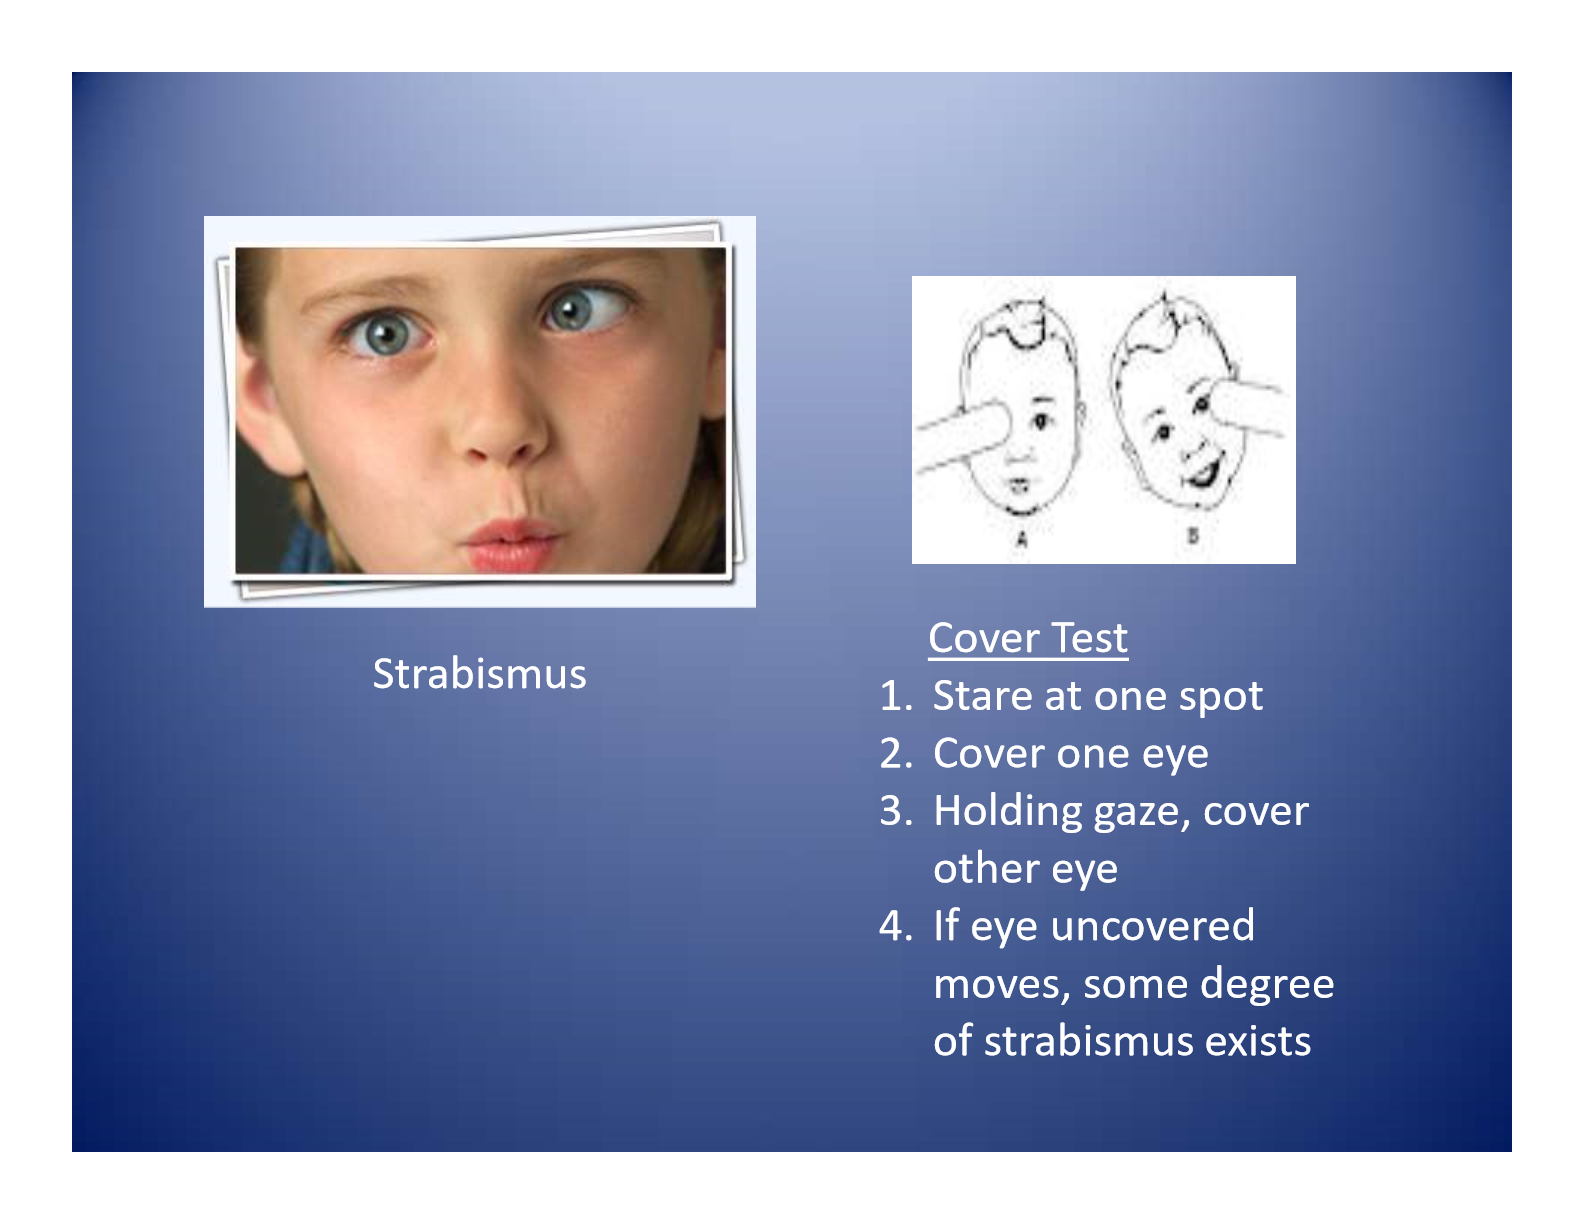 A
B
Strabismus
Cover Test
1. Stare at one spot
2. Cover one eye
3. Holding gaze, cover
other eye
4. If eye uncovered
moves, some degree
of strabismus exists